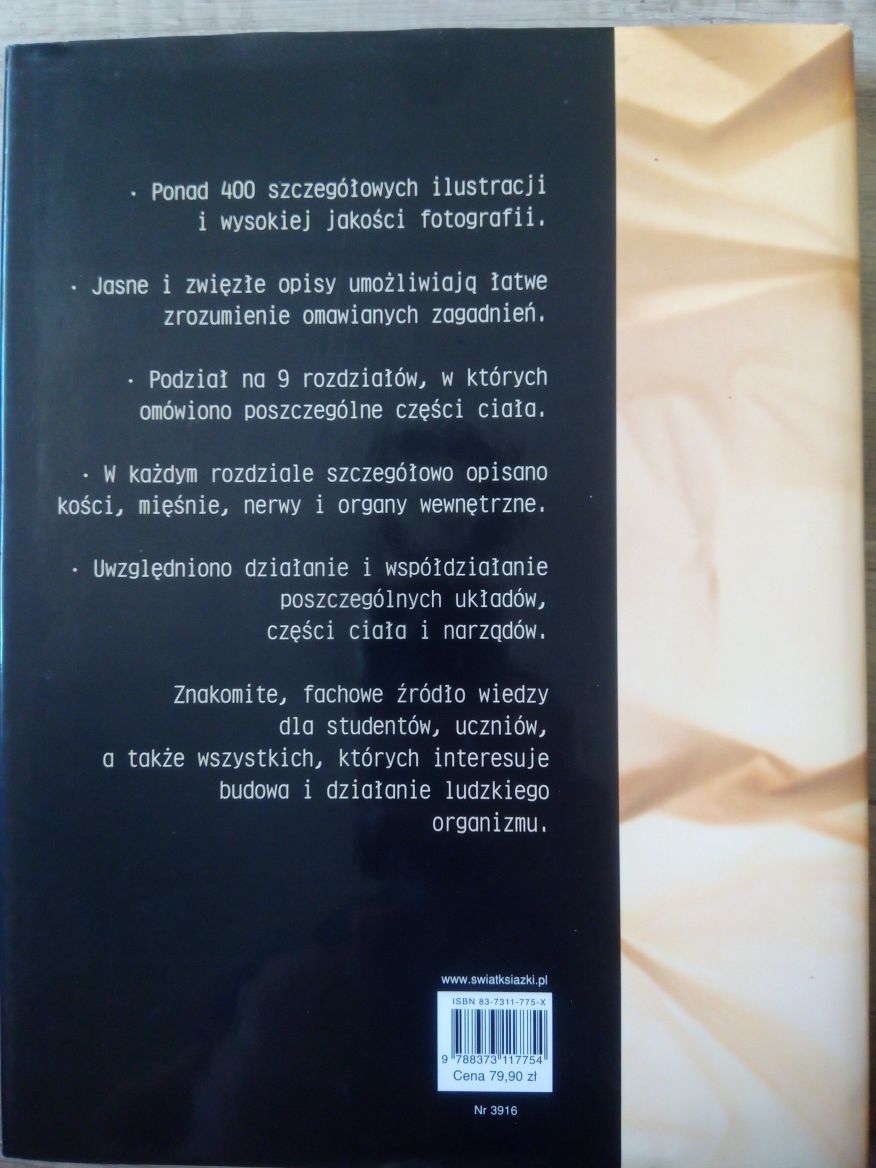 · Ponad 400 szczegółowych ilustracji
i wysokiej jakości fotografii.
· Jasne i zwięzłe opisy umożliwiają łatwe
zrozumienie omawianych zagadnień.
· Podział na 9 rozdziałów, w których
omówiono poszczególne części ciała.
· W każdym rozdziale szczegółowo opisano
kości, mięśnie, nerwy i organy wewnętrzne.
· Uwzględniono działanie i współdziałanie
poszczególnych układów,
części ciała i narządów.
Znakomite, fachowe źródło wiedzy
dla studentów, uczniów,
a także wszystkich, których interesuje
budowa i działanie ludzkiego
organizmu.
www.swiatksiazki.pl
ISBN 83-7311-775-X
9 788373 117754
Cena 79,90 zł
Nr 3916